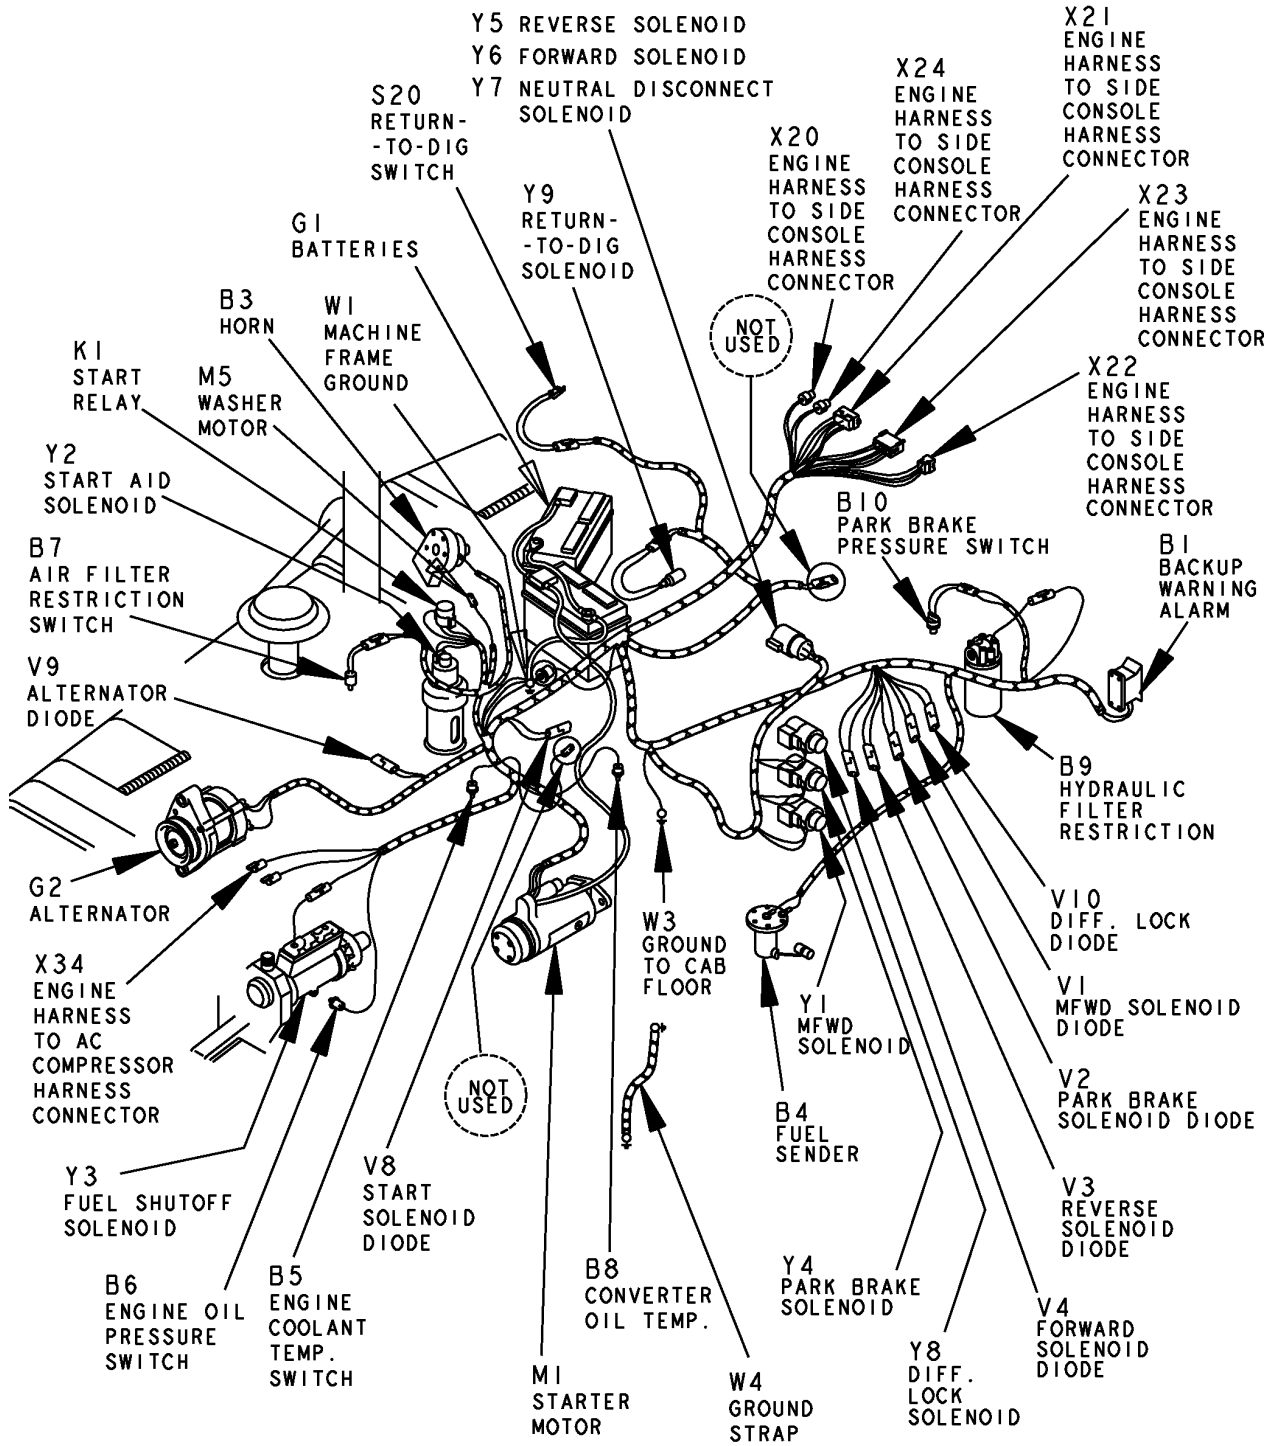 Y5 REVERSE SOLENOID
Y6 FORWARD SOLENOID
Y7 NEUTRAL DISCONNECT
SOLENOID
X21
ENGINE
HARNESS
TO SIDE
CONSOLE
HARNESS
CONNECTOR
X24
ENGINE
HARNESS
TO SIDE
CONSOLE
HARNESS
CONNECTOR
S20
RETURN-
-TO-DIG
SWITCH
X20
ENGINE
HARNESS
TO SIDE
CONSOLE
HARNESS
CONNECTOR
Y9
RETURN-
-TO-DIG
SOLENOID
X23
ENGINE
HARNESS
TO SIDE
CONSOLE
HARNESS
CONNECTOR
G1
BATTERIES
B3
HORN
W1
MACHINE
FRAME
GROUND
NOT
USED
K1
START
RELAY
M5
WASHER
MOTOR
X22
ENGINE
HARNESS
TO SIDE
CONSOLE
HARNESS
CONNECTOR
Y2
START AID
SOLENOID
B10
PARK BRAKE
PRESSURE SWITCH
B7
AIR FILTER
RESTRICTION
SWITCH
B1
BACKUP
WARNING
ALARM
V9
ALTERNATOR
DIODE
B9
HYDRAULIC
FILTER
RESTRICTION
G2
ALTERNATOR
W3
GROUND
TO CAB
FLOOR
V10
DIFF. LOCK
DIODE
X34
ENGINE
HARNESS
TO AC
COMPRESSOR
HARNESS
CONNECTOR
Y1
MFWD
SOLENOID
V1
MFWD SOLENOID
DIODE
NOT
USED
V2
PARK BRAKE
SOLENOID DIODE
B4
FUEL
SENDER
Y3
FUEL SHUTOFF
SOLENOID
V8
START
SOLENOID
DIODE
V3
REVERSE
SOLENOID
DIODE
B6
ENGINE OIL
PRESSURE
SWITCH
B5
ENGINE
COOLANT
TEMP.
SWITCH
B8
CONVERTER
OIL TEMP.
Y4
PARK BRAKE
SOLENOID
V4
FORWARD
SOLENOID
DIODE
M1
STARTER
MOTOR
W4
GROUND
STRAP
Y8
DIFF.
LOCK
SOLENOID